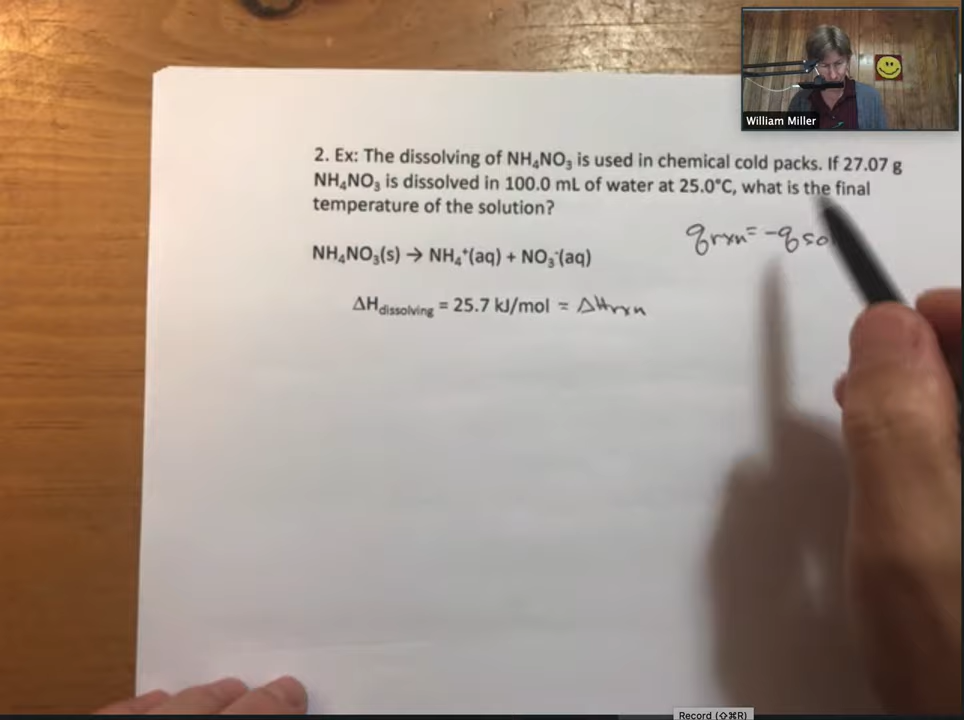 William Miller
2. Ex: The dissolving of NH₄NO₃ is used in chemical cold packs. If 27.07 g
NH₄NO₃ is dissolved in 100.0 mL of water at 25.0°C, what is the final
temperature of the solution?
qrxn = -qso
NH₄NO₃(s) → NH₄⁺(aq) + NO₃⁻(aq)
ΔHdissolving = 25.7 kJ/mol = ΔHrxn
Record (⇧⌘R)